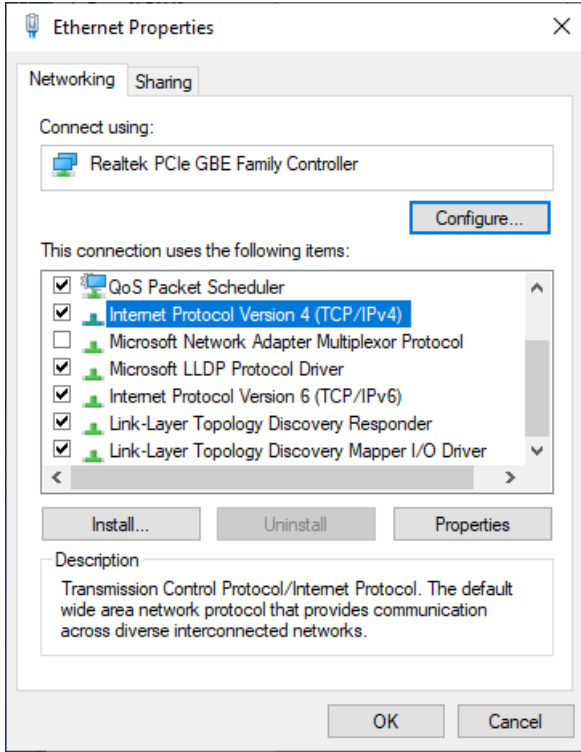 Ethernet Properties
Networking
Sharing
Connect using:
Realtek PCIe GBE Family Controller
Configure...
This connection uses the following items:
QoS Packet Scheduler
Internet Protocol Version 4 (TCP/IPv4)
Microsoft Network Adapter Multiplexor Protocol
Microsoft LLDP Protocol Driver
Internet Protocol Version 6 (TCP/IPv6)
Link-Layer Topology Discovery Responder
Link-Layer Topology Discovery Mapper I/O Driver
Install...
Uninstall
Properties
Description
Transmission Control Protocol/Internet Protocol. The default
wide area network protocol that provides communication
across diverse interconnected networks.
OK
Cancel